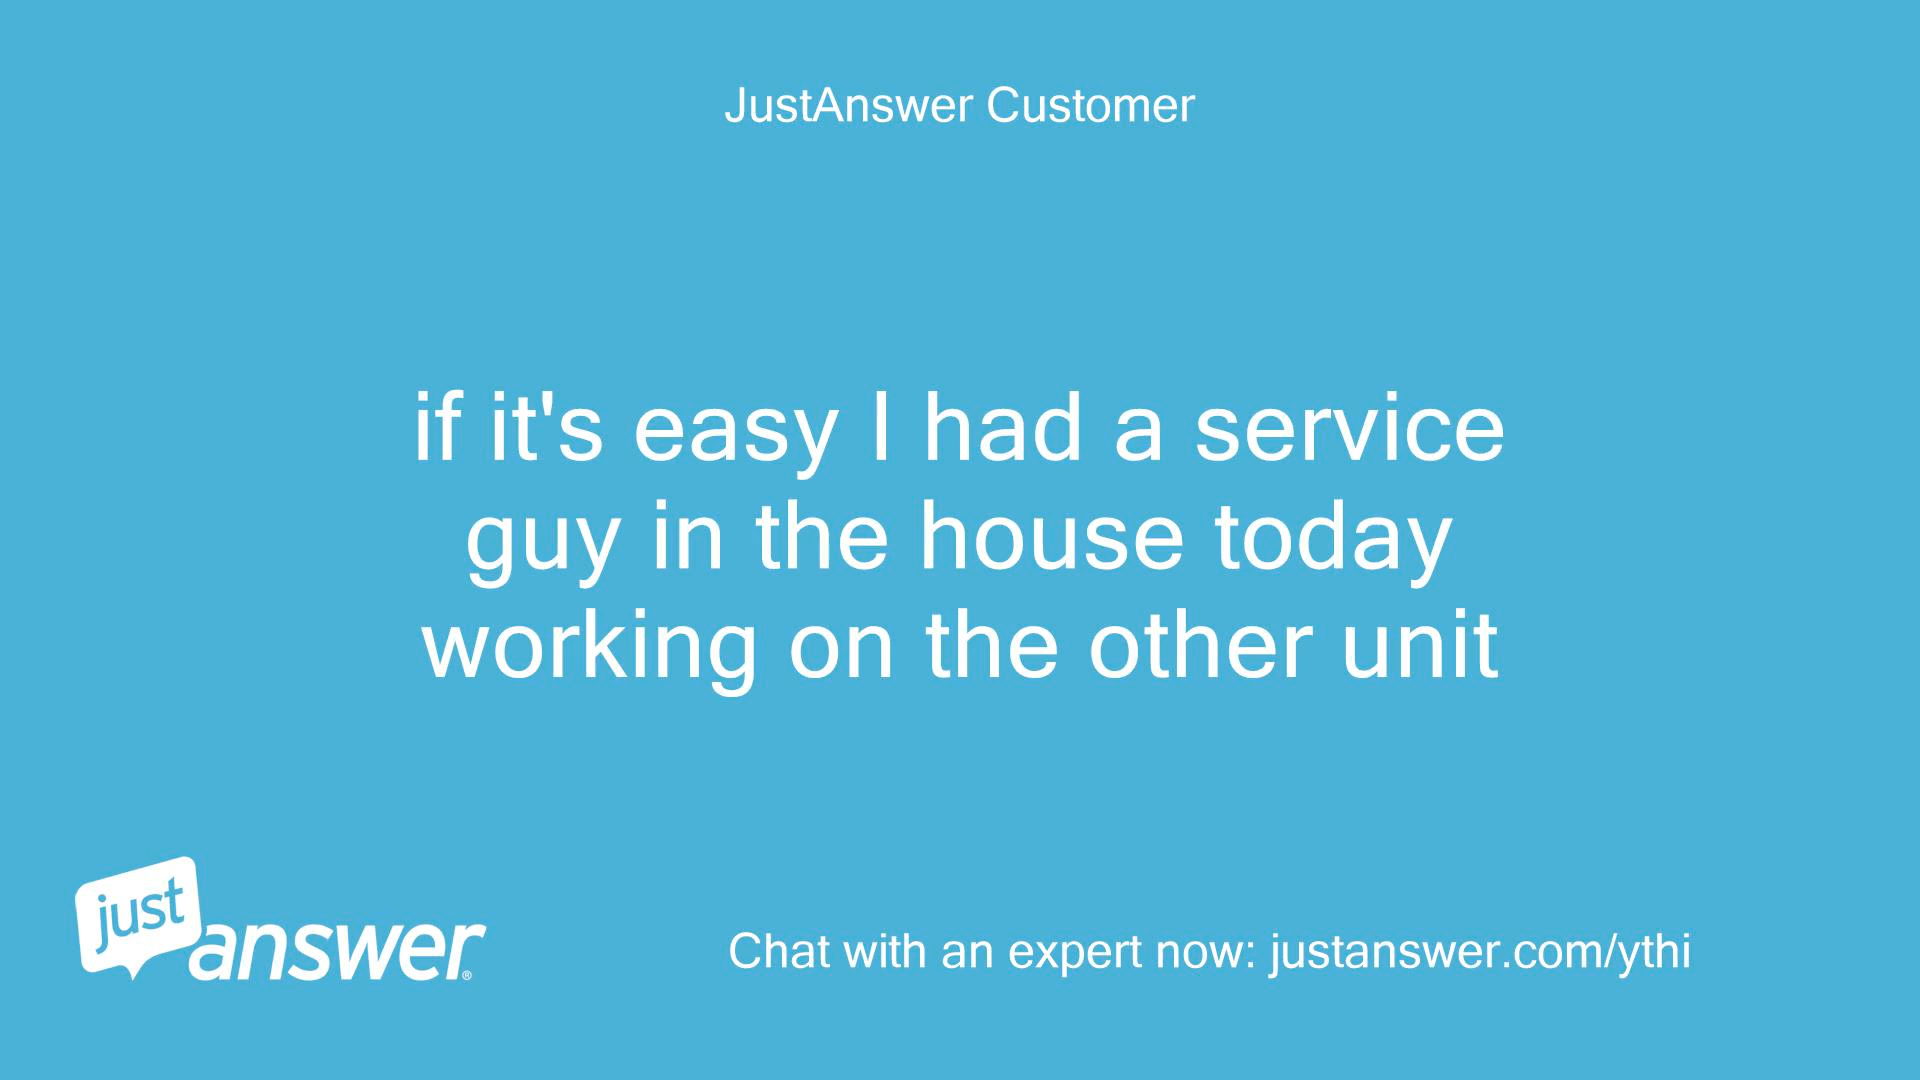 JustAnswer Customer
if it's easy I had a service
guy in the house today
working on the other unit
just
answer®
Chat with an expert now: justanswer.com/ythi